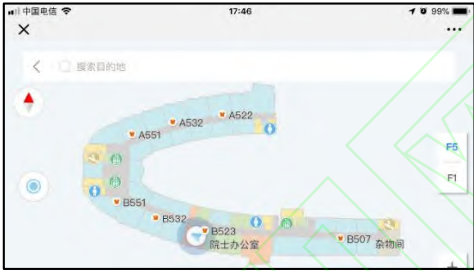 中国电信
17:46
99%
搜索目的地
A522
A532
A551
F5
F1
B551
B532
B523
院士办公室
B507
杂物间